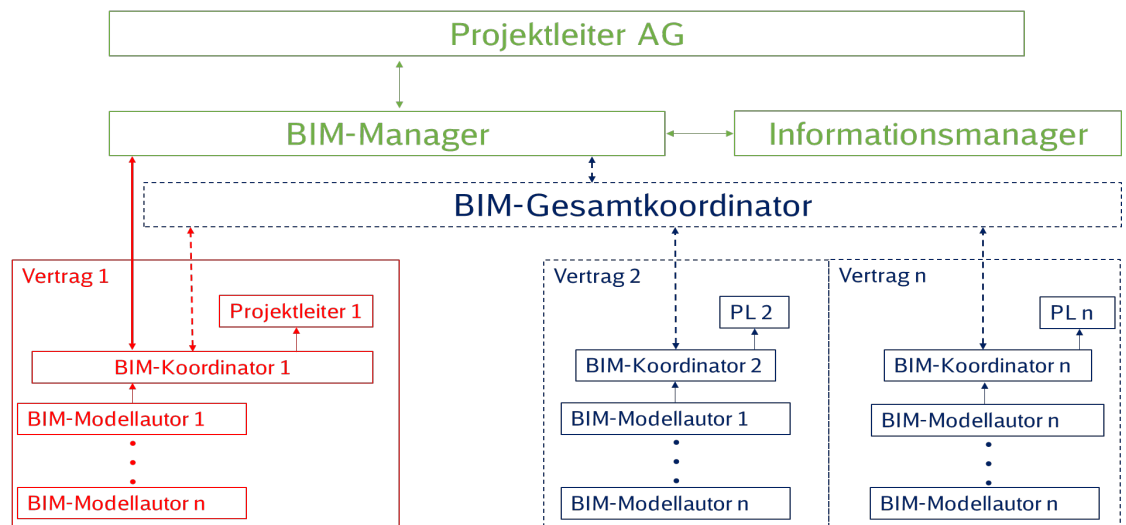 Projektleiter AG
BIM-Manager
Informationsmanager
BIM-Gesamtkoordinator
Vertrag 1
Projektleiter 1
BIM-Koordinator 1
BIM-Modellautor 1
BIM-Modellautor n
Vertrag 2
PL 2
BIM-Koordinator 2
BIM-Modellautor 1
BIM-Modellautor n
Vertrag n
PL n
BIM-Koordinator n
BIM-Modellautor n
BIM-Modellautor n